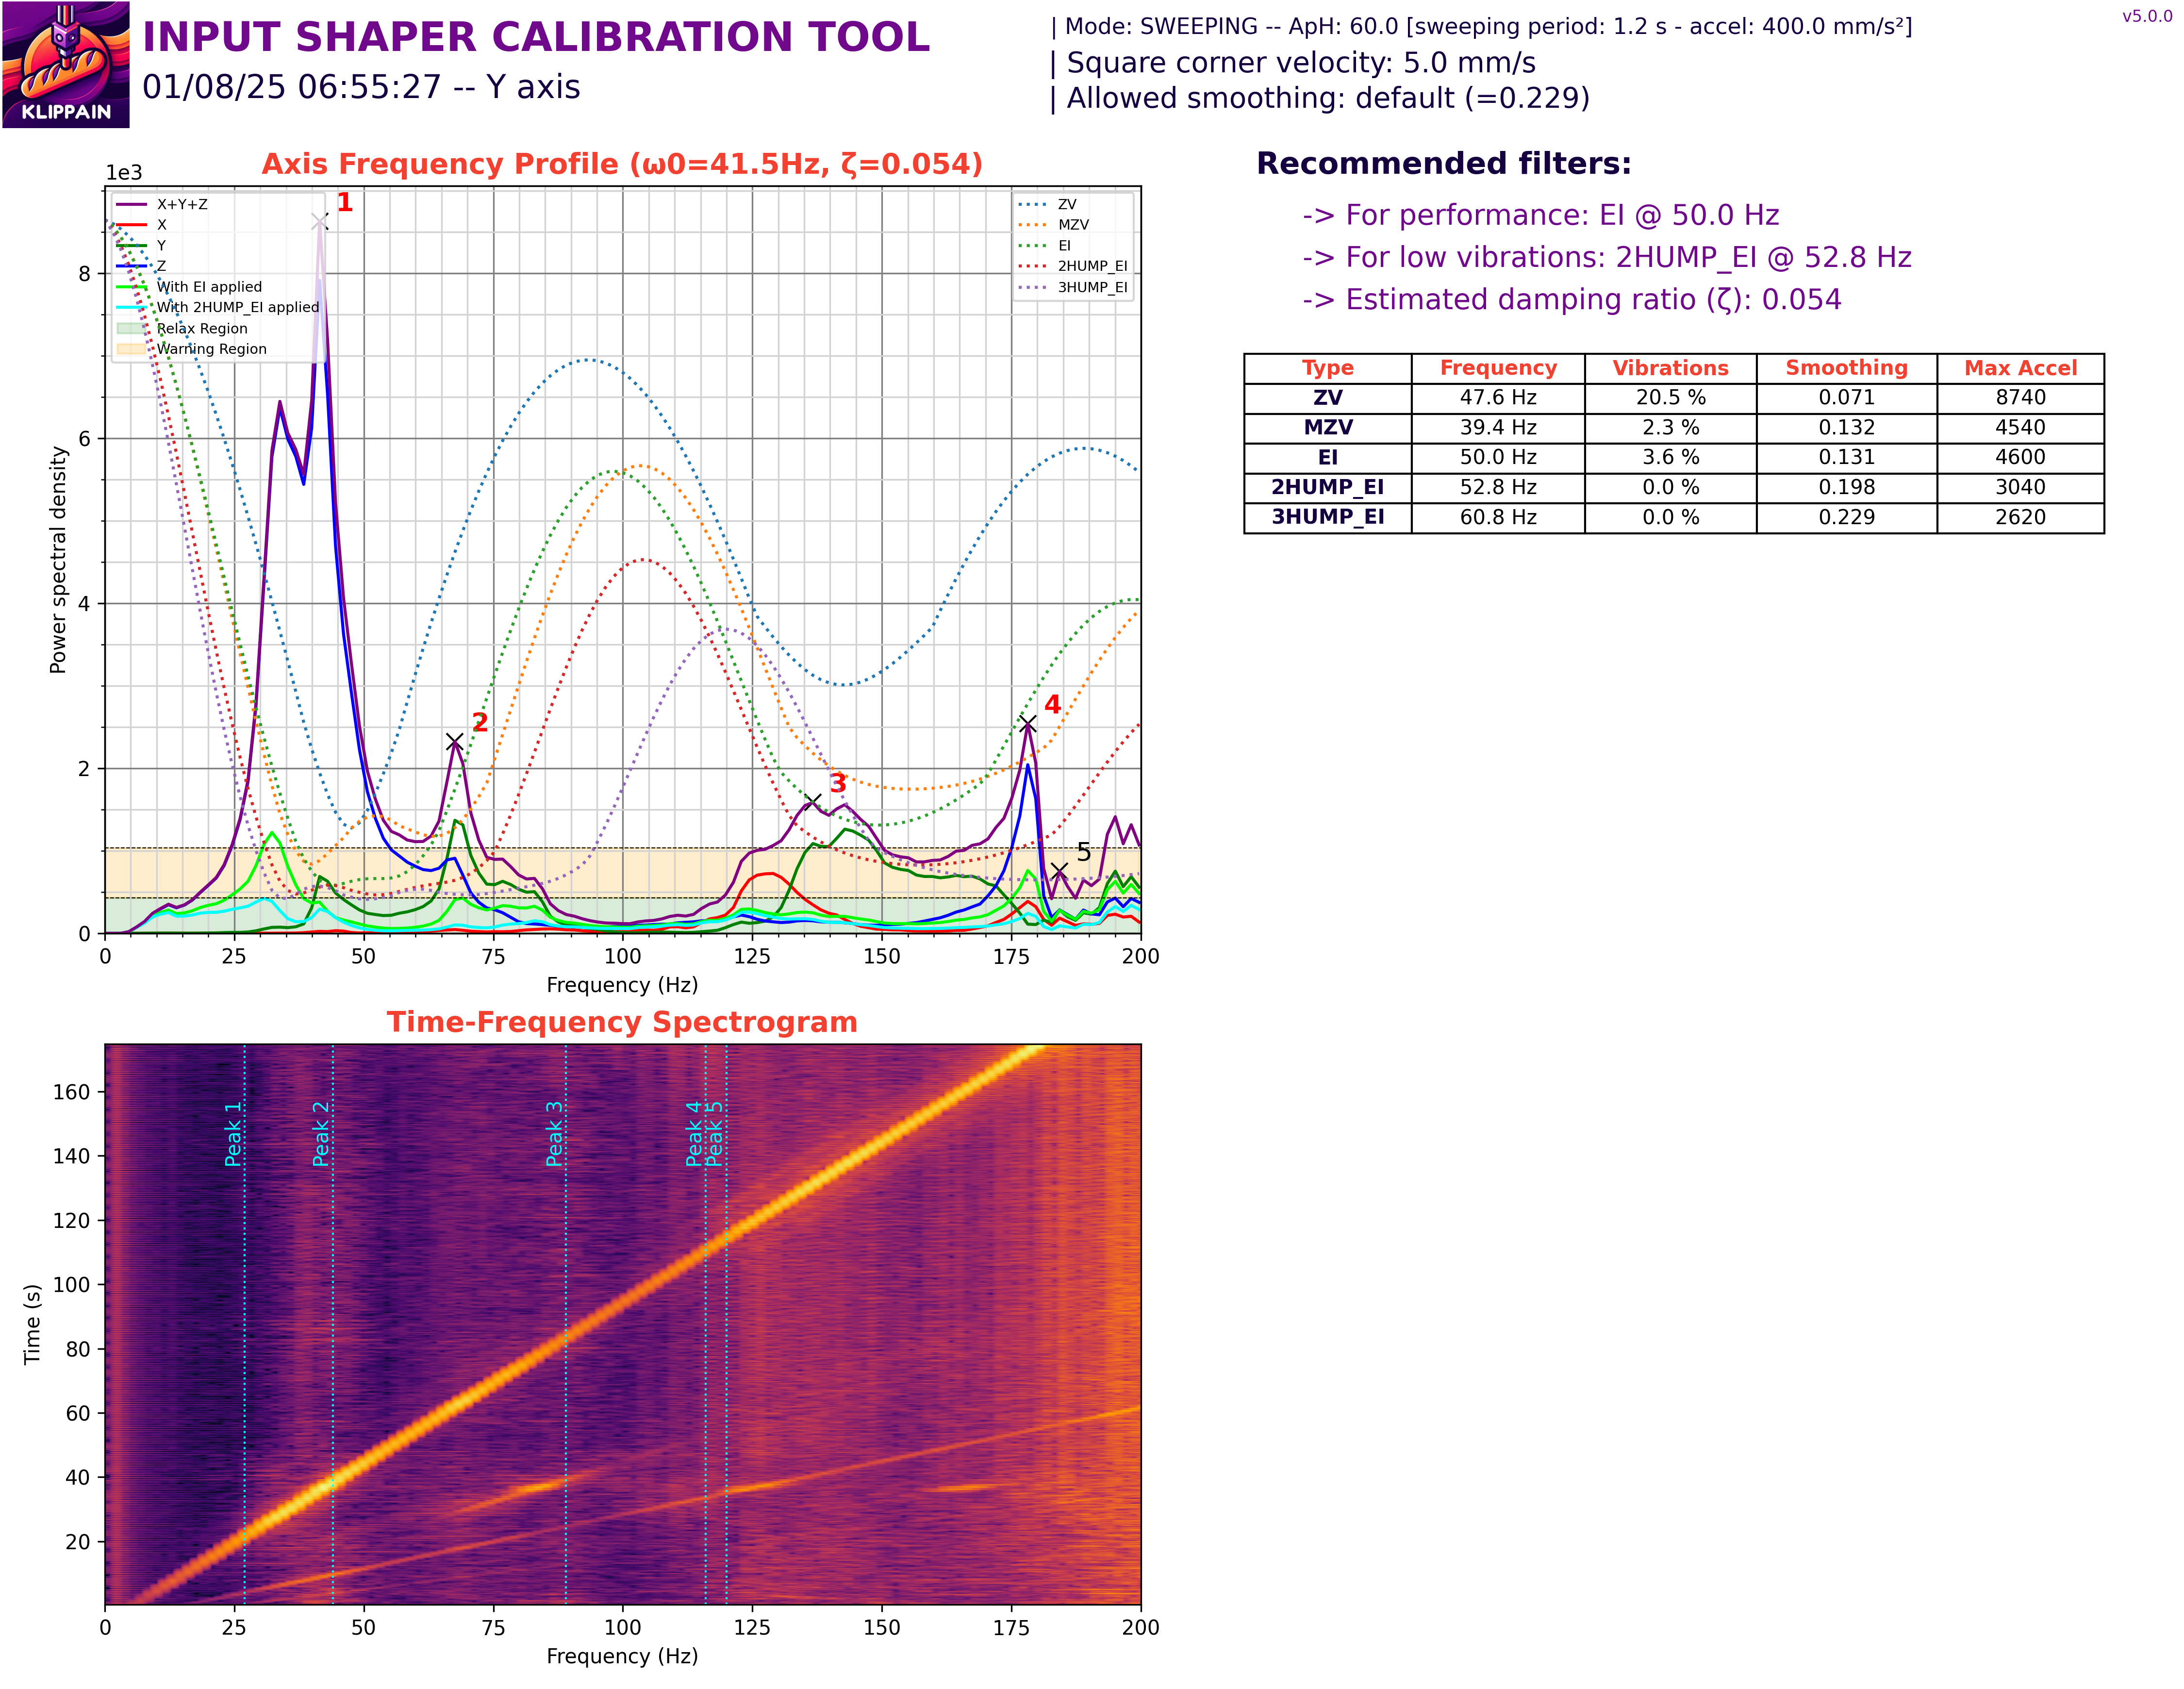 KLIPPAIN
INPUT SHAPER CALIBRATION TOOL
01/08/25 06:55:27 -- Y axis
| Mode: SWEEPING -- ApH: 60.0 [sweeping period: 1.2 s - accel: 400.0 mm/s²]
| Square corner velocity: 5.0 mm/s
| Allowed smoothing: default (=0.229)
v5.0.0
Axis Frequency Profile (ω0=41.5Hz, ζ=0.054)
1e3
X+Y+Z
X
Y
Z
With EI applied
With 2HUMP_EI applied
Relax Region
Warning Region
ZV
MZV
EI
2HUMP_EI
3HUMP_EI
1
2
3
4
5
Power spectral density
8
6
4
2
0
0 25 50 75 100 125 150 175 200
Frequency (Hz)
Recommended filters:
-> For performance: EI @ 50.0 Hz
-> For low vibrations: 2HUMP_EI @ 52.8 Hz
-> Estimated damping ratio (ζ): 0.054
Type Frequency Vibrations Smoothing Max Accel
ZV 47.6 Hz 20.5 % 0.071 8740
MZV 39.4 Hz 2.3 % 0.132 4540
EI 50.0 Hz 3.6 % 0.131 4600
2HUMP_EI 52.8 Hz 0.0 % 0.198 3040
3HUMP_EI 60.8 Hz 0.0 % 0.229 2620
Time-Frequency Spectrogram
Peak 1
Peak 2
Peak 3
Peak 4
Peak 5
Time (s)
160
140
120
100
80
60
40
20
0 25 50 75 100 125 150 175 200
Frequency (Hz)